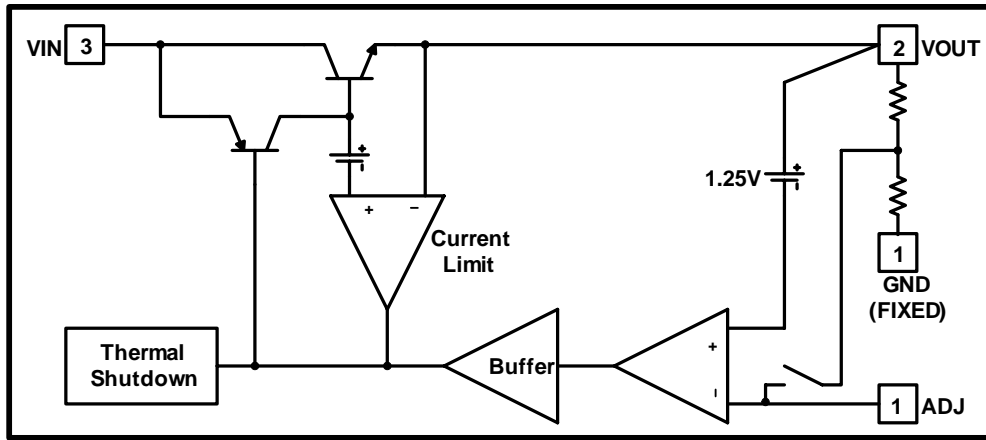 VIN 3
2 VOUT
+
-
1.25V
+
-
+ −
Current
Limit
1
GND
(FIXED)
Thermal
Shutdown
Buffer
+
-
1 ADJ